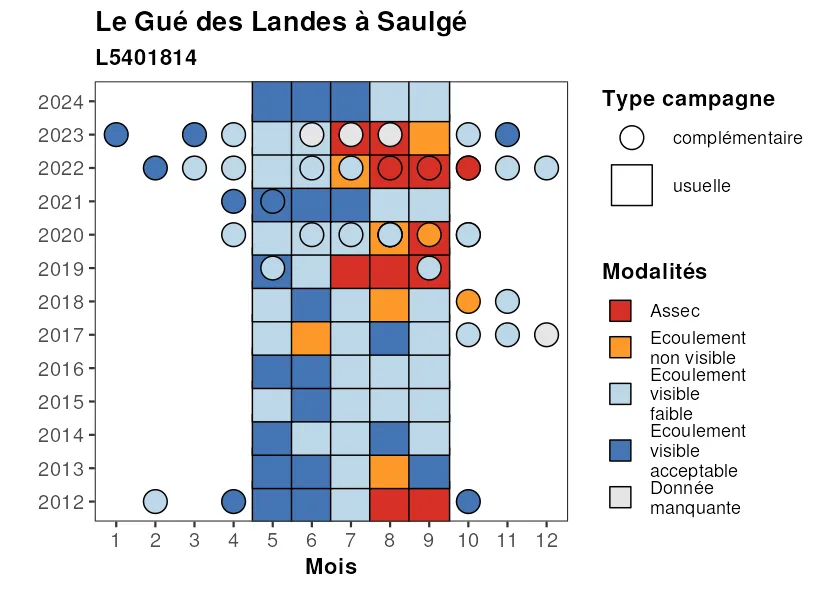 Le Gué des Landes à Saulgé
L5401814
2024
2023
2022
2021
2020
2019
2018
2017
2016
2015
2014
2013
2012
1 2 3 4 5 6 7 8 9 10 11 12
Mois
Type campagne
complémentaire
usuelle
Modalités
Assec
Ecoulement
non visible
Ecoulement
visible
faible
Ecoulement
visible
acceptable
Donnée
manquante